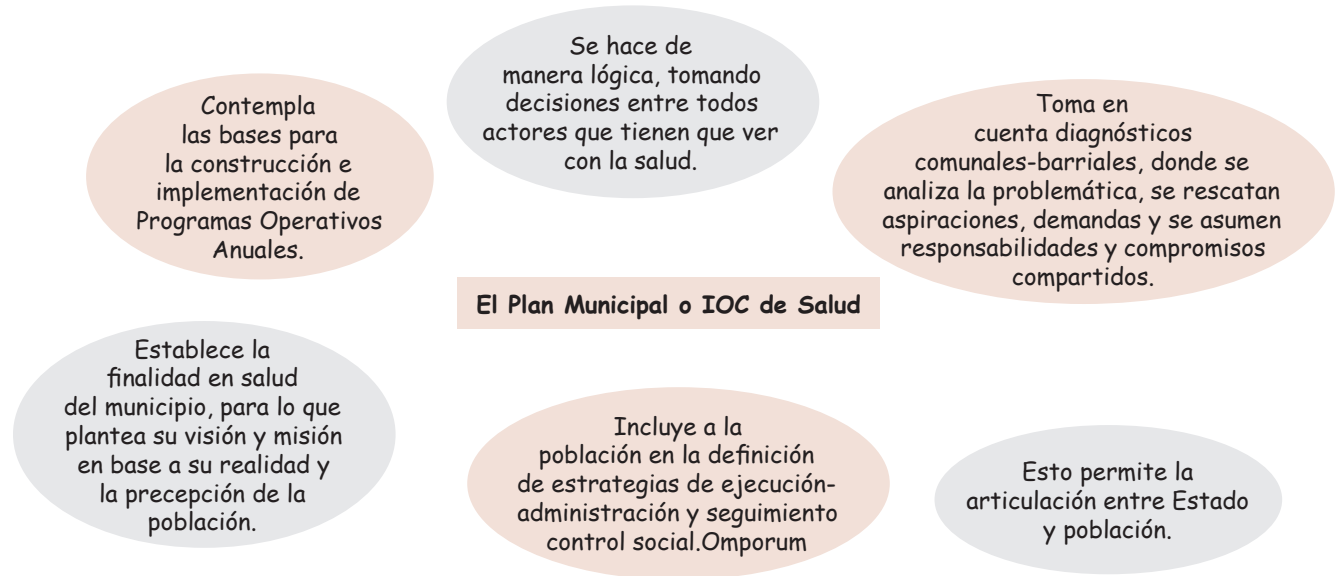 Se hace de
manera lógica, tomando
decisiones entre todos
actores que tienen que ver
con la salud.
Contempla
las bases para
la construcción e
implementación de
Programas Operativos
Anuales.
Toma en
cuenta diagnósticos
comunales-barriales, donde se
analiza la problemática, se rescatan
aspiraciones, demandas y se asumen
responsabilidades y compromisos
compartidos.
El Plan Municipal o IOC de Salud
Establece la
finalidad en salud
del municipio, para lo que
plantea su visión y misión
en base a su realidad y
la precepción de la
población.
Incluye a la
población en la definición
de estrategias de ejecución-
administración y seguimiento
control social.Omporum
Esto permite la
articulación entre Estado
y población.